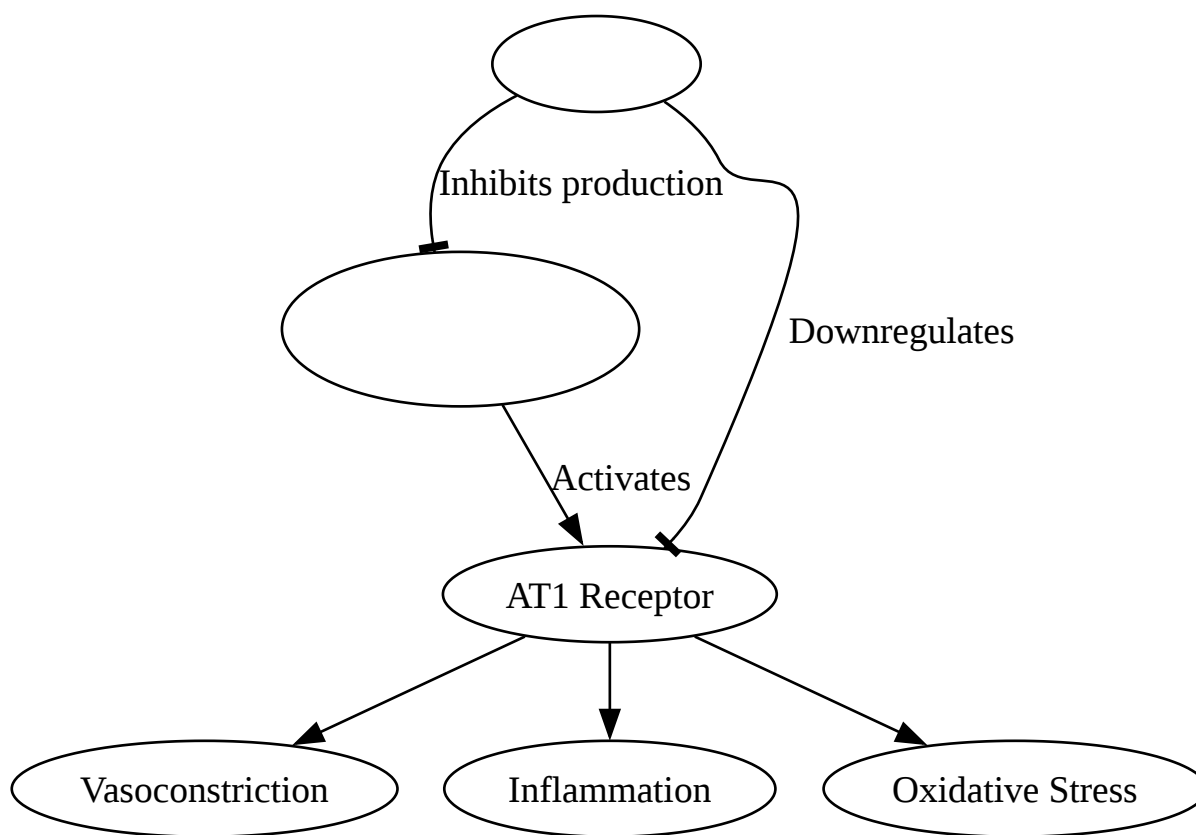 Inhibits production
Downregulates
Activates
AT1 Receptor
Vasoconstriction
Inflammation
Oxidative Stress